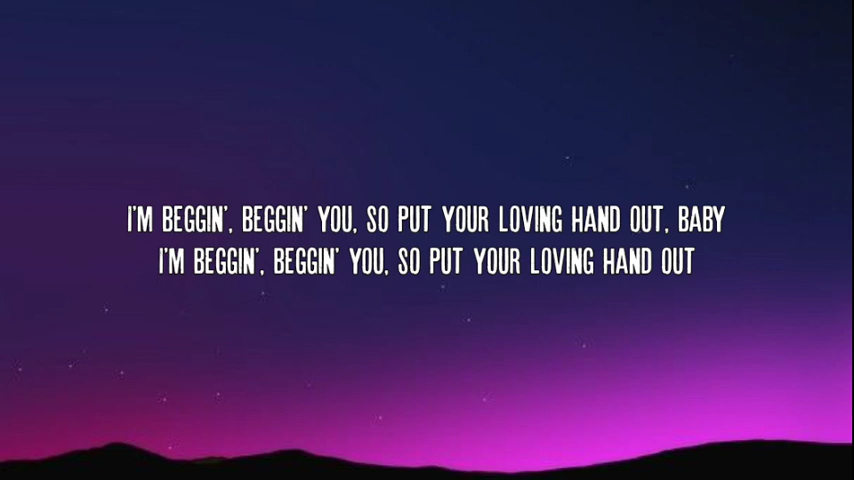 I'M BEGGIN', BEGGIN' YOU, SO PUT YOUR LOVING HAND OUT, BABY
I'M BEGGIN', BEGGIN' YOU, SO PUT YOUR LOVING HAND OUT